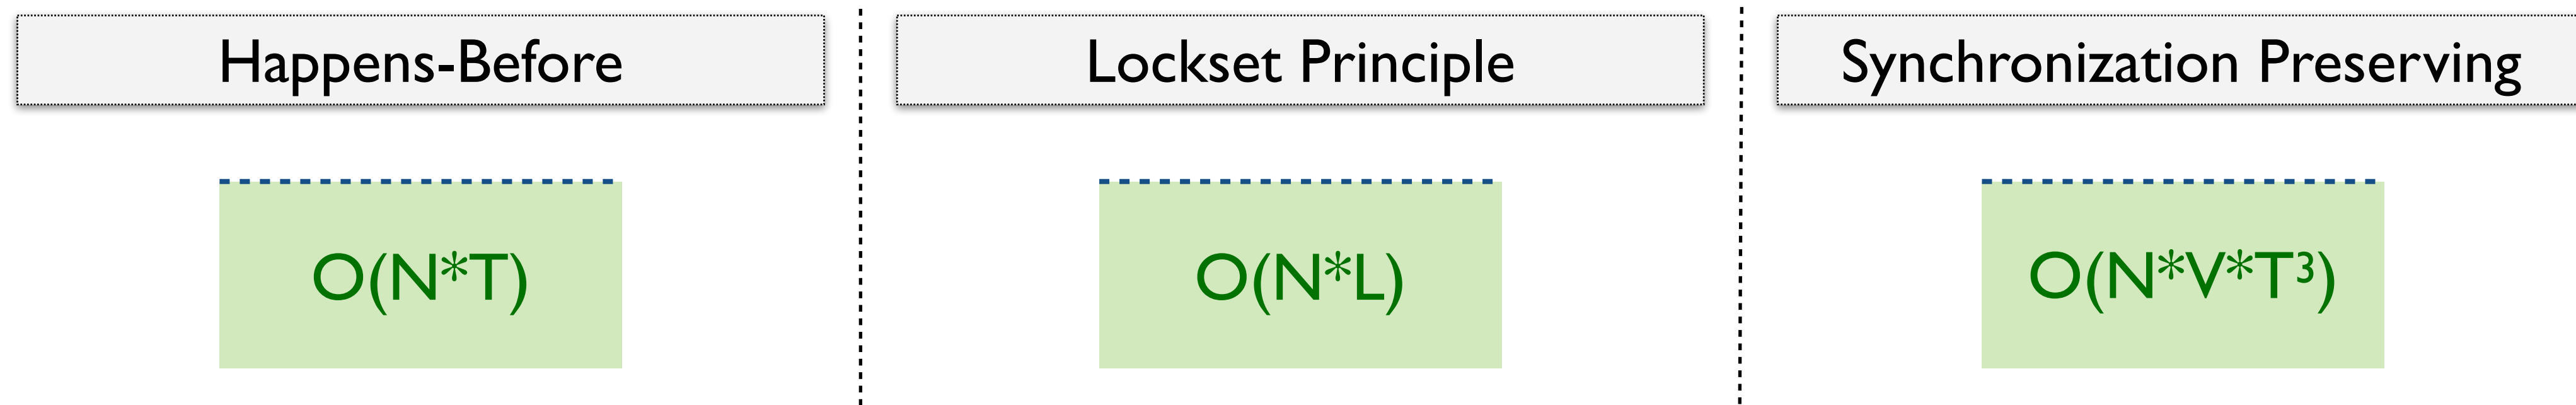 Happens-Before
Lockset Principle
Synchronization Preserving
O(N*T)
O(N*L)
O(N*V*T³)